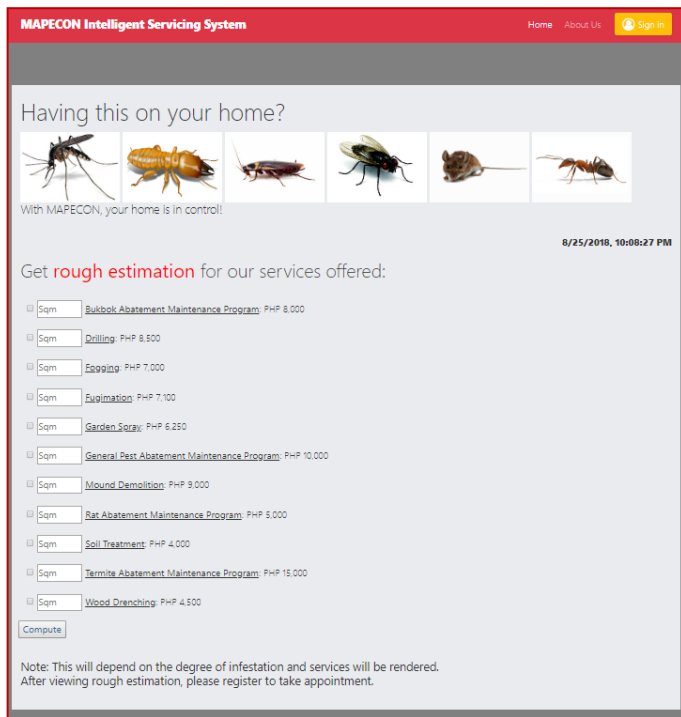 MAPECON Intelligent Servicing System
Home About Us Sign in
Having this on your home?
With MAPECON, your home is in control!
8/25/2018, 10:08:27 PM
Get rough estimation for our services offered:
Sqm Bukbok Abatement Maintenance Program: PHP 8,000
Sqm Drilling: PHP 8,500
Sqm Fogging: PHP 7,000
Sqm Fugimation: PHP 7,100
Sqm Garden Spray: PHP 6,250
Sqm General Pest Abatement Maintenance Program: PHP 10,000
Sqm Mound Demolition: PHP 9,000
Sqm Rat Abatement Maintenance Program: PHP 5,000
Sqm Soil Treatment: PHP 4,000
Sqm Termite Abatement Maintenance Program: PHP 15,000
Sqm Wood Drenching: PHP 4,500
Compute
Note: This will depend on the degree of infestation and services will be rendered.
After viewing rough estimation, please register to take appointment.